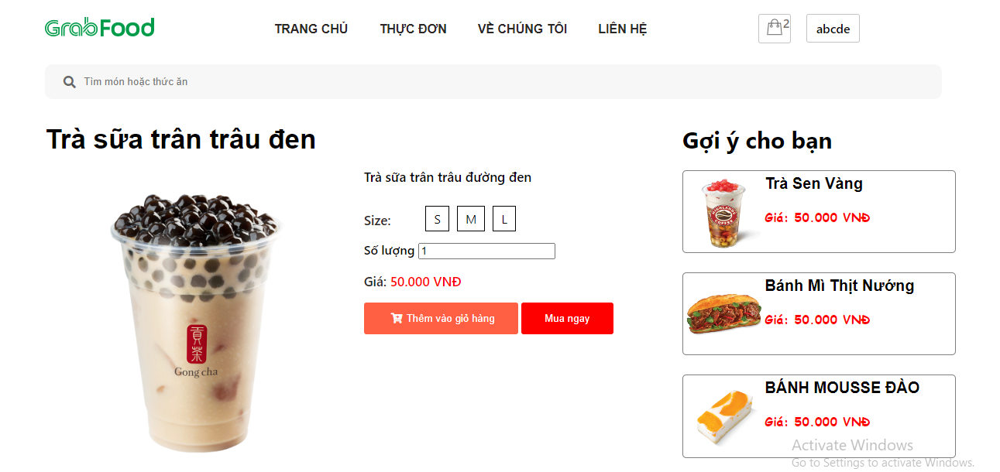 GrabFood
TRANG CHỦ THỰC ĐƠN VỀ CHÚNG TÔI LIÊN HỆ
2
abcde
Tìm món hoặc thức ăn
Trà sữa trân trâu đen
Trà sữa trân trâu đường đen
Size: S M L
Số lượng 1
Giá: 50.000 VNĐ
Thêm vào giỏ hàng Mua ngay
貢茶
Gong cha
Gợi ý cho bạn
Trà Sen Vàng
HIGHLANDS COFFEE
Giá: 50.000 VNĐ
Bánh Mì Thịt Nướng
Giá: 50.000 VNĐ
BÁNH MOUSSE ĐÀO
Giá: 50.000 VNĐ
Activate Windows
Go to Settings to activate Windows.